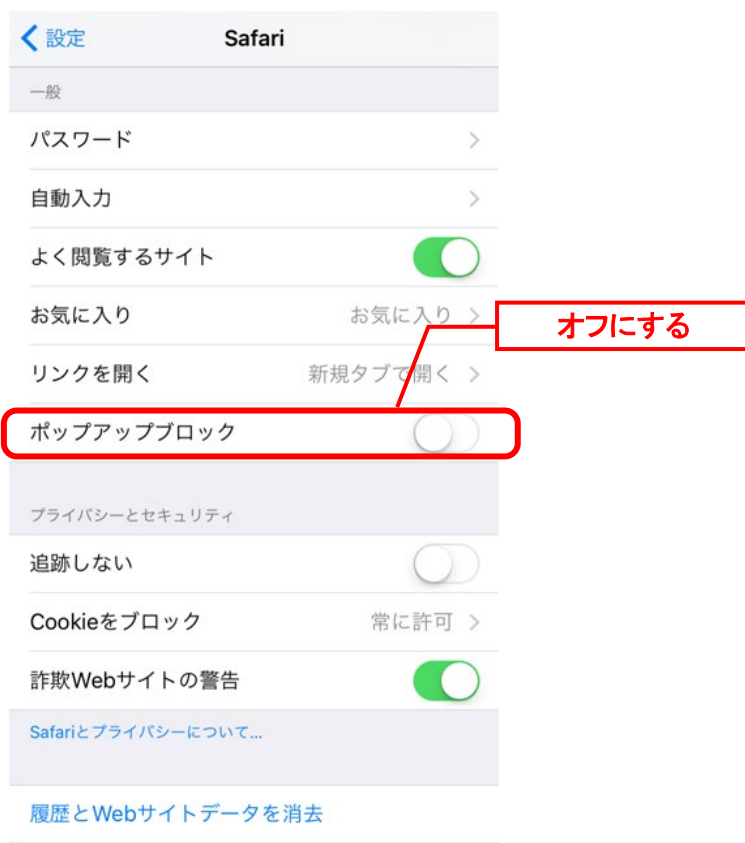 設定 Safari
一般
パスワード
自動入力
よく閲覧するサイト
お気に入り お気に入り
オフにする
リンクを開く 新規タブで開く
ポップアップブロック
プライバシーとセキュリティ
追跡しない
Cookieをブロック 常に許可
詐欺Webサイトの警告
Safariとプライバシーについて...
履歴とWebサイトデータを消去